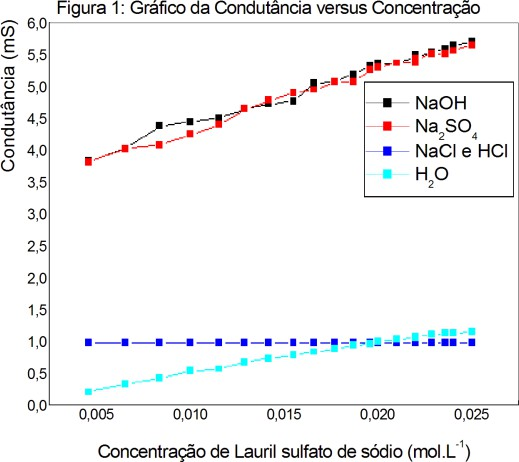 Figura 1: Gráfico da Condutância versus Concentração
Condutância (mS)
6,0
5,5
5,0
4,5
4,0
3,5
3,0
2,5
2,0
1,5
1,0
0,5
0,0
NaOH
Na₂SO₄
NaCl e HCl
H₂O
0,005
0,010
0,015
0,020
0,025
Concentração de Lauril sulfato de sódio (mol.L⁻¹)